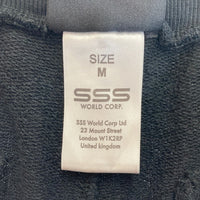 SIZE
M
SSS
WORLD CORP.
SSS World Corp Ltd
23 Mount Street
London W1K2RP
United kingdom